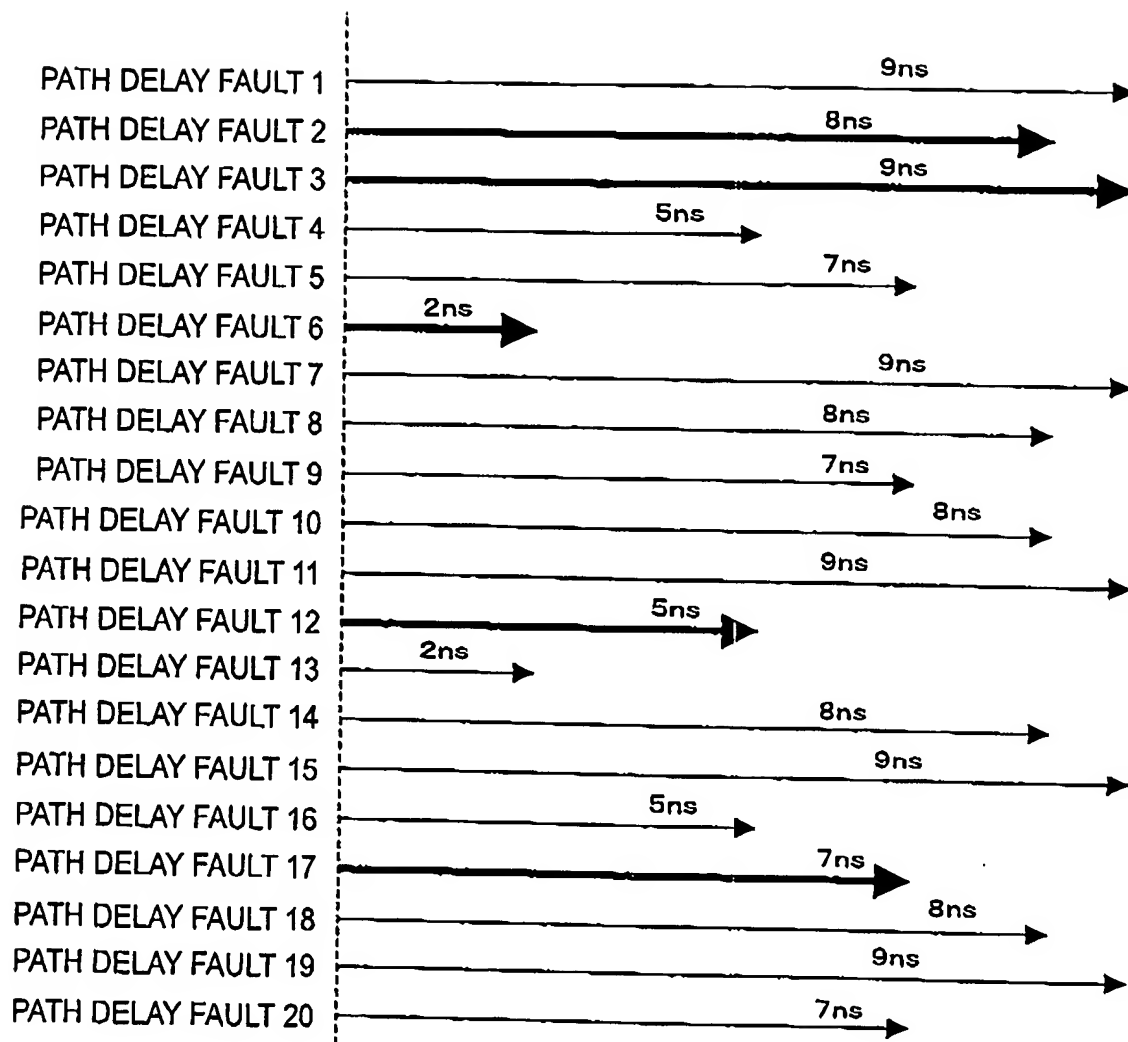 PATH DELAY FAULT 1 9ns
PATH DELAY FAULT 2 8ns
PATH DELAY FAULT 3 9ns
PATH DELAY FAULT 4 5ns
PATH DELAY FAULT 5 7ns
PATH DELAY FAULT 6 2ns
PATH DELAY FAULT 7 9ns
PATH DELAY FAULT 8 8ns
PATH DELAY FAULT 9 7ns
PATH DELAY FAULT 10 8ns
PATH DELAY FAULT 11 9ns
PATH DELAY FAULT 12 5ns
PATH DELAY FAULT 13 2ns
PATH DELAY FAULT 14 8ns
PATH DELAY FAULT 15 9ns
PATH DELAY FAULT 16 5ns
PATH DELAY FAULT 17 7ns
PATH DELAY FAULT 18 8ns
PATH DELAY FAULT 19 9ns
PATH DELAY FAULT 20 7ns